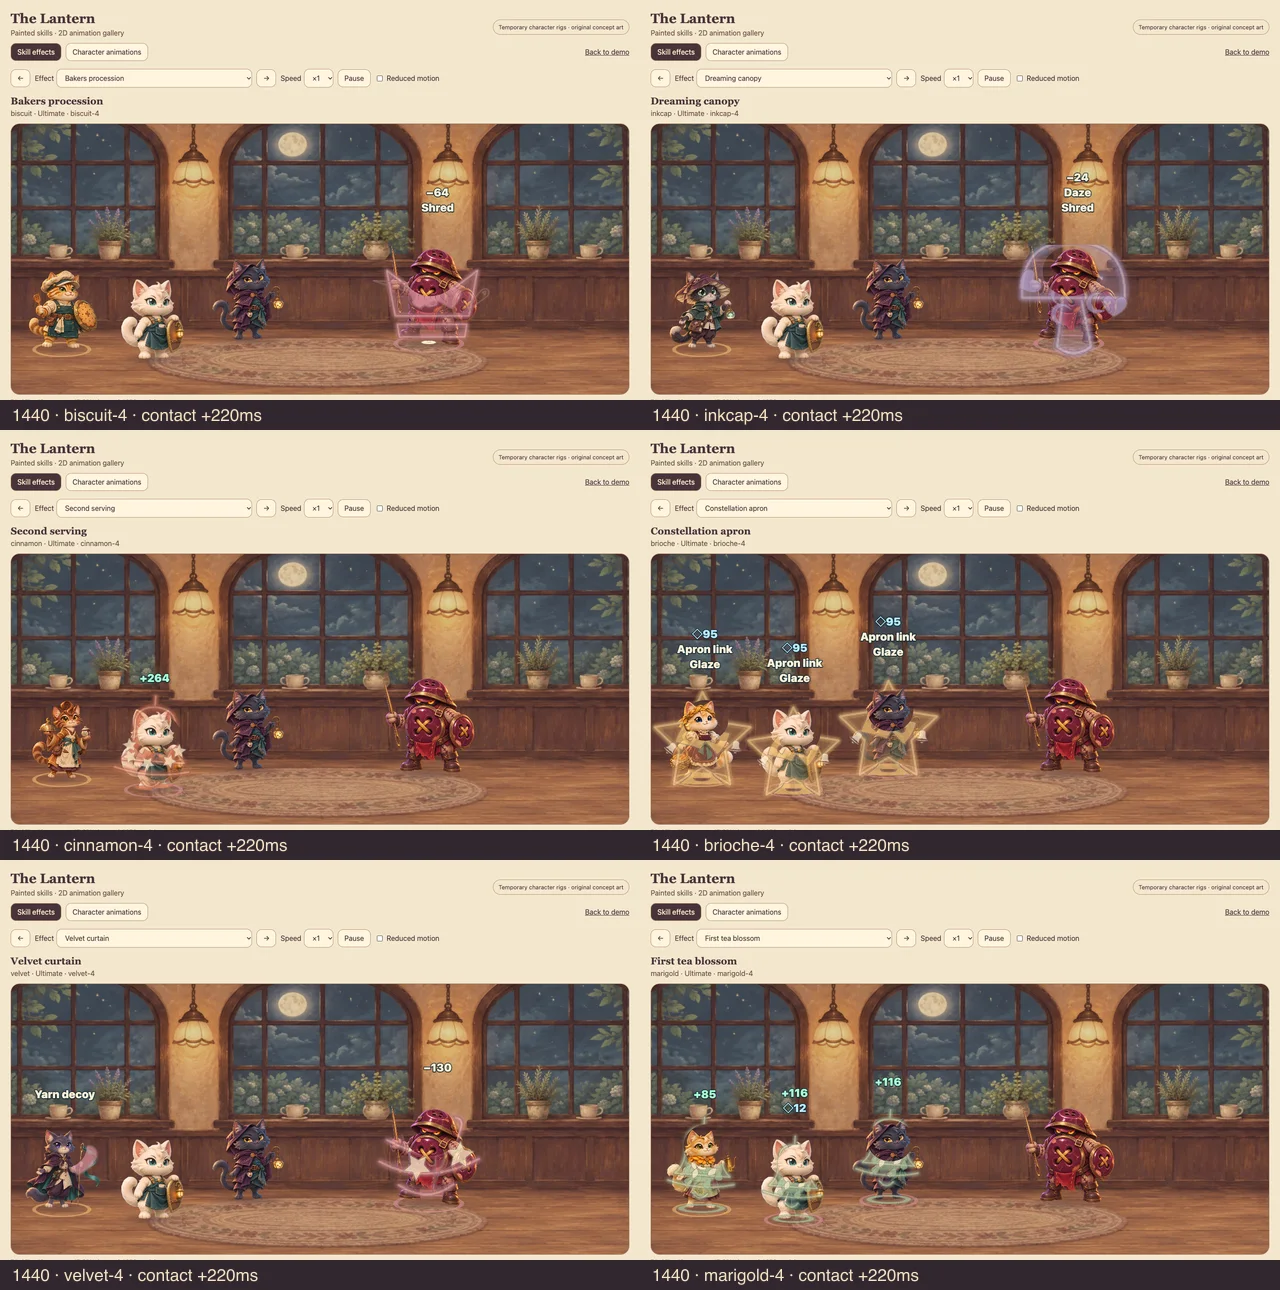 The Lantern
Painted skills · 2D animation gallery
Temporary character rigs · original concept art
Skill effects
Character animations
Back to demo
←
Effect
Bakers procession
→
Speed
×1
Pause
Reduced motion
Bakers procession
biscuit · Ultimate · biscuit-4
−64
Shred
1440 · biscuit-4 · contact +220ms
The Lantern
Painted skills · 2D animation gallery
Temporary character rigs · original concept art
Skill effects
Character animations
Back to demo
←
Effect
Dreaming canopy
→
Speed
×1
Pause
Reduced motion
Dreaming canopy
inkcap · Ultimate · inkcap-4
−24
Daze
Shred
1440 · inkcap-4 · contact +220ms
The Lantern
Painted skills · 2D animation gallery
Temporary character rigs · original concept art
Skill effects
Character animations
Back to demo
←
Effect
Second serving
→
Speed
×1
Pause
Reduced motion
Second serving
cinnamon · Ultimate · cinnamon-4
+264
1440 · cinnamon-4 · contact +220ms
The Lantern
Painted skills · 2D animation gallery
Temporary character rigs · original concept art
Skill effects
Character animations
Back to demo
←
Effect
Constellation apron
→
Speed
×1
Pause
Reduced motion
Constellation apron
brioche · Ultimate · brioche-4
◇95
Apron link
Glaze
◇95
Apron link
Glaze
◇95
Apron link
Glaze
1440 · brioche-4 · contact +220ms
The Lantern
Painted skills · 2D animation gallery
Temporary character rigs · original concept art
Skill effects
Character animations
Back to demo
←
Effect
Velvet curtain
→
Speed
×1
Pause
Reduced motion
Velvet curtain
velvet · Ultimate · velvet-4
Yarn decoy
−130
1440 · velvet-4 · contact +220ms
The Lantern
Painted skills · 2D animation gallery
Temporary character rigs · original concept art
Skill effects
Character animations
Back to demo
←
Effect
First tea blossom
→
Speed
×1
Pause
Reduced motion
First tea blossom
marigold · Ultimate · marigold-4
+85
+116
◇12
+116
1440 · marigold-4 · contact +220ms